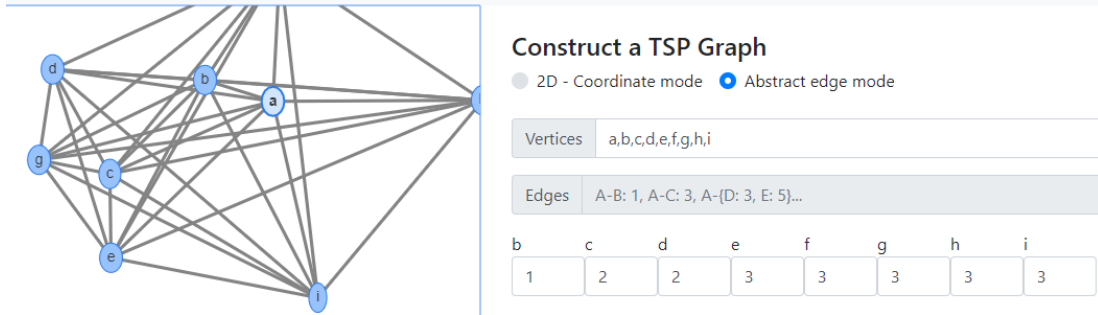 d
b
a
g
c
e
i
Construct a TSP Graph
2D - Coordinate mode Abstract edge mode
Vertices a,b,c,d,e,f,g,h,i
Edges A-B: 1, A-C: 3, A-{D: 3, E: 5}...
b c d e f g h i
1 2 2 3 3 3 3 3